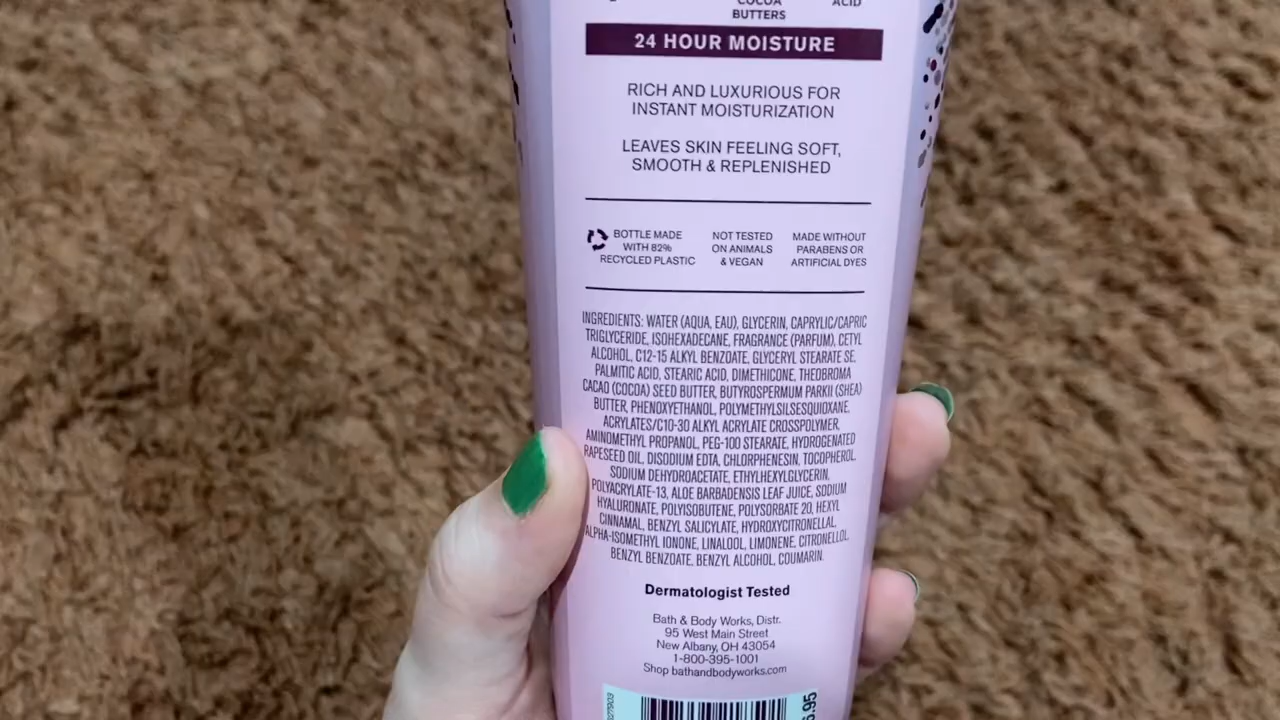 COCOA
ACID
BUTTERS
24 HOUR MOISTURE
RICH AND LUXURIOUS FOR
INSTANT MOISTURIZATION
LEAVES SKIN FEELING SOFT,
SMOOTH & REPLENISHED
BOTTLE MADE
WITH 82%
RECYCLED PLASTIC
NOT TESTED
ON ANIMALS
& VEGAN
MADE WITHOUT
PARABENS OR
ARTIFICIAL DYES
INGREDIENTS: WATER (AQUA, EAU), GLYCERIN, CAPRYLIC/CAPRIC
TRIGLYCERIDE, ISOHEXADECANE, FRAGRANCE (PARFUM), CETYL
ALCOHOL, C12-15 ALKYL BENZOATE, GLYCERYL STEARATE SE,
PALMITIC ACID, STEARIC ACID, DIMETHICONE, THEOBROMA
CACAO (COCOA) SEED BUTTER, BUTYROSPERMUM PARKII (SHEA)
BUTTER, PHENOXYETHANOL, POLYMETHYLSILSESQUIOXANE,
ACRYLATES/C10-30 ALKYL ACRYLATE CROSSPOLYMER,
AMINOMETHYL PROPANOL, PEG-100 STEARATE, HYDROGENATED
RAPESEED OIL, DISODIUM EDTA, CHLORPHENESIN, TOCOPHEROL,
SODIUM DEHYDROACETATE, ETHYLHEXYLGLYCERIN,
POLYACRYLATE-13, ALOE BARBADENSIS LEAF JUICE, SODIUM
HYALURONATE, POLYISOBUTENE, POLYSORBATE 20, HEXYL
CINNAMAL, BENZYL SALICYLATE, HYDROXYCITRONELLAL,
ALPHA-ISOMETHYL IONONE, LINALOOL, LIMONENE, CITRONELLOL,
BENZYL BENZOATE, BENZYL ALCOHOL, COUMARIN.
Dermatologist Tested
Bath & Body Works, Distr.
95 West Main Street
New Albany, OH 43054
1-800-395-1001
Shop bathandbodyworks.com